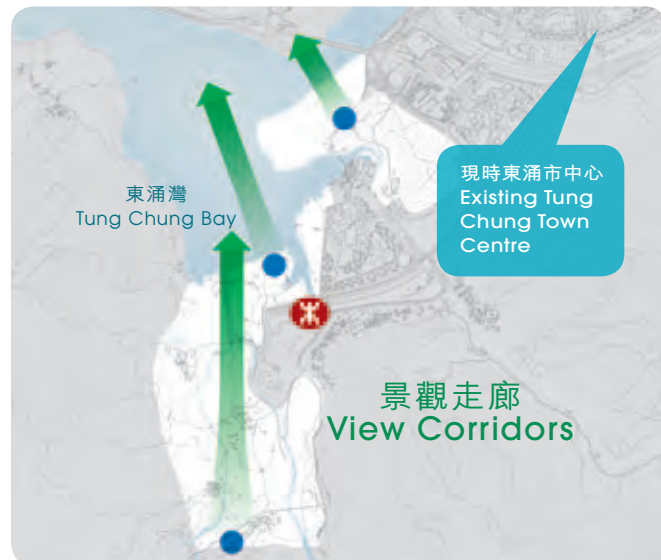 現時東涌市中心
Existing Tung
Chung Town
Centre
東涌灣
Tung Chung Bay
景觀走廊
View Corridors